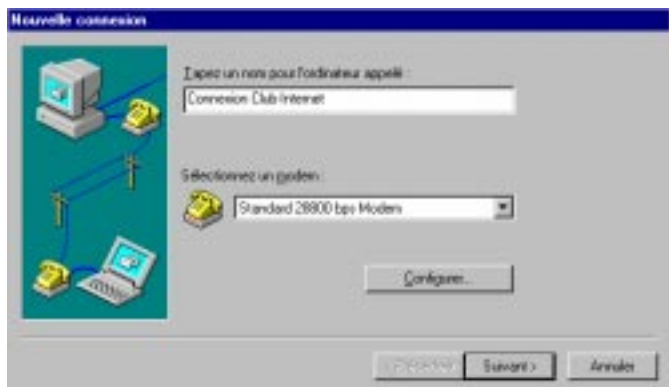 Nouvelle connexion
Tapez un nom pour l'ordinateur appelé :
Connexion Club-Internet
Sélectionnez un modem :
Standard 28800 bps Modem
Configurer...
< Précédent
Suivant >
Annuler